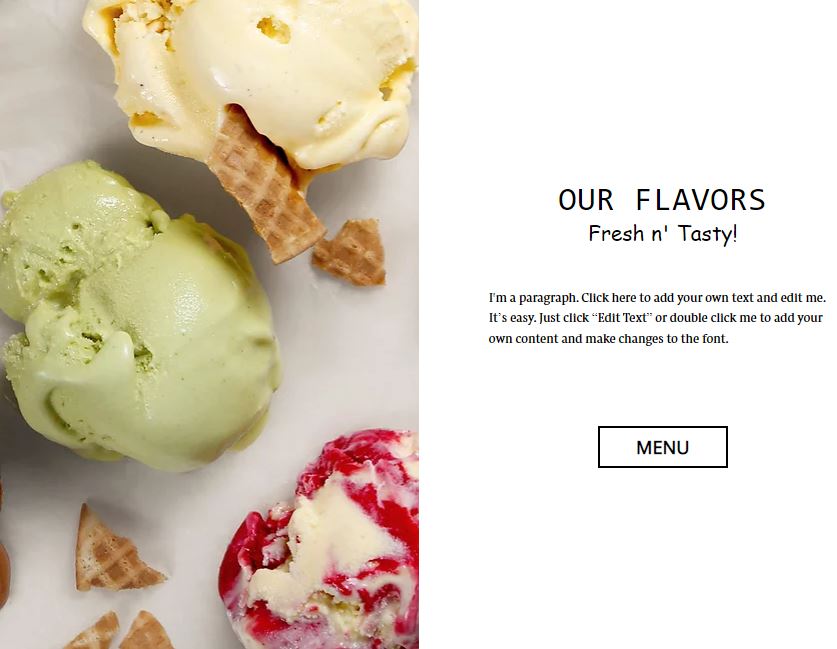 OUR FLAVORS
Fresh n' Tasty!
I'm a paragraph. Click here to add your own text and edit me.
It's easy. Just click “Edit Text” or double click me to add your
own content and make changes to the font.
MENU